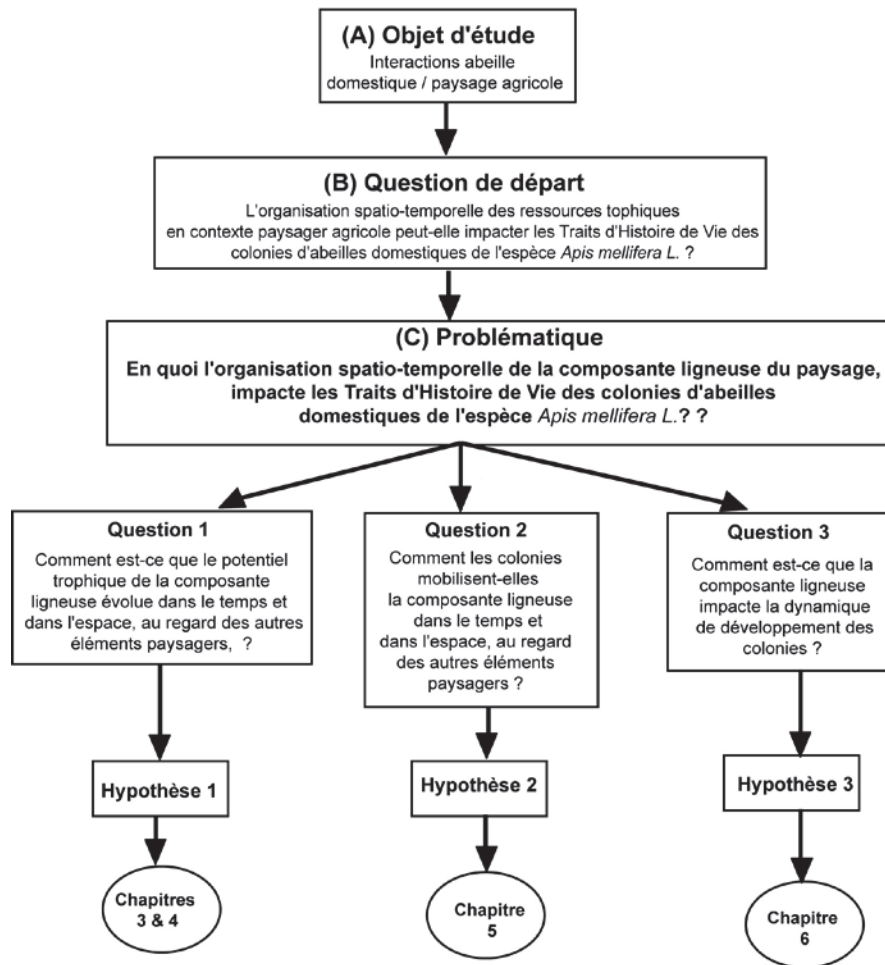 (A) Objet d'étude
Interactions abeille
domestique / paysage agricole
(B) Question de départ
L'organisation spatio-temporelle des ressources tophiques
en contexte paysager agricole peut-elle impacter les Traits d'Histoire de Vie des
colonies d'abeilles domestiques de l'espèce Apis mellifera L. ?
(C) Problématique
En quoi l'organisation spatio-temporelle de la composante ligneuse du paysage,
impacte les Traits d'Histoire de Vie des colonies d'abeilles
domestiques de l'espèce Apis mellifera L.? ?
Question 1
Comment est-ce que le potentiel
trophique de la composante
ligneuse évolue dans le temps et
dans l'espace, au regard des autres
éléments paysagers, ?
Question 2
Comment les colonies
mobilisent-elles
la composante ligneuse
dans le temps et
dans l'espace, au regard
des autres éléments
paysagers ?
Question 3
Comment est-ce que la
composante ligneuse
impacte la dynamique
de développement des
colonies ?
Hypothèse 1
Hypothèse 2
Hypothèse 3
Chapitres
3 & 4
Chapitre
5
Chapitre
6